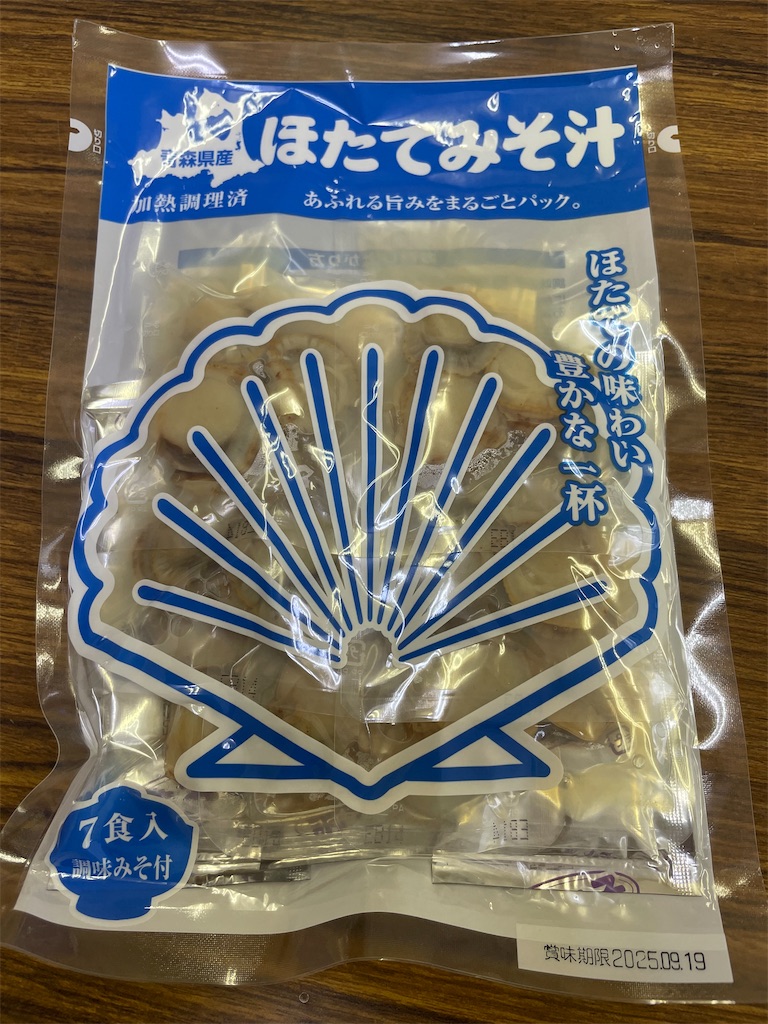 青森県産
ほたてみそ汁
加熱調理済
あふれる旨みをまるごとパック。
ほたての味わい
豊かな一杯
7食入
調味みそ付
賞味期限2025.09.19